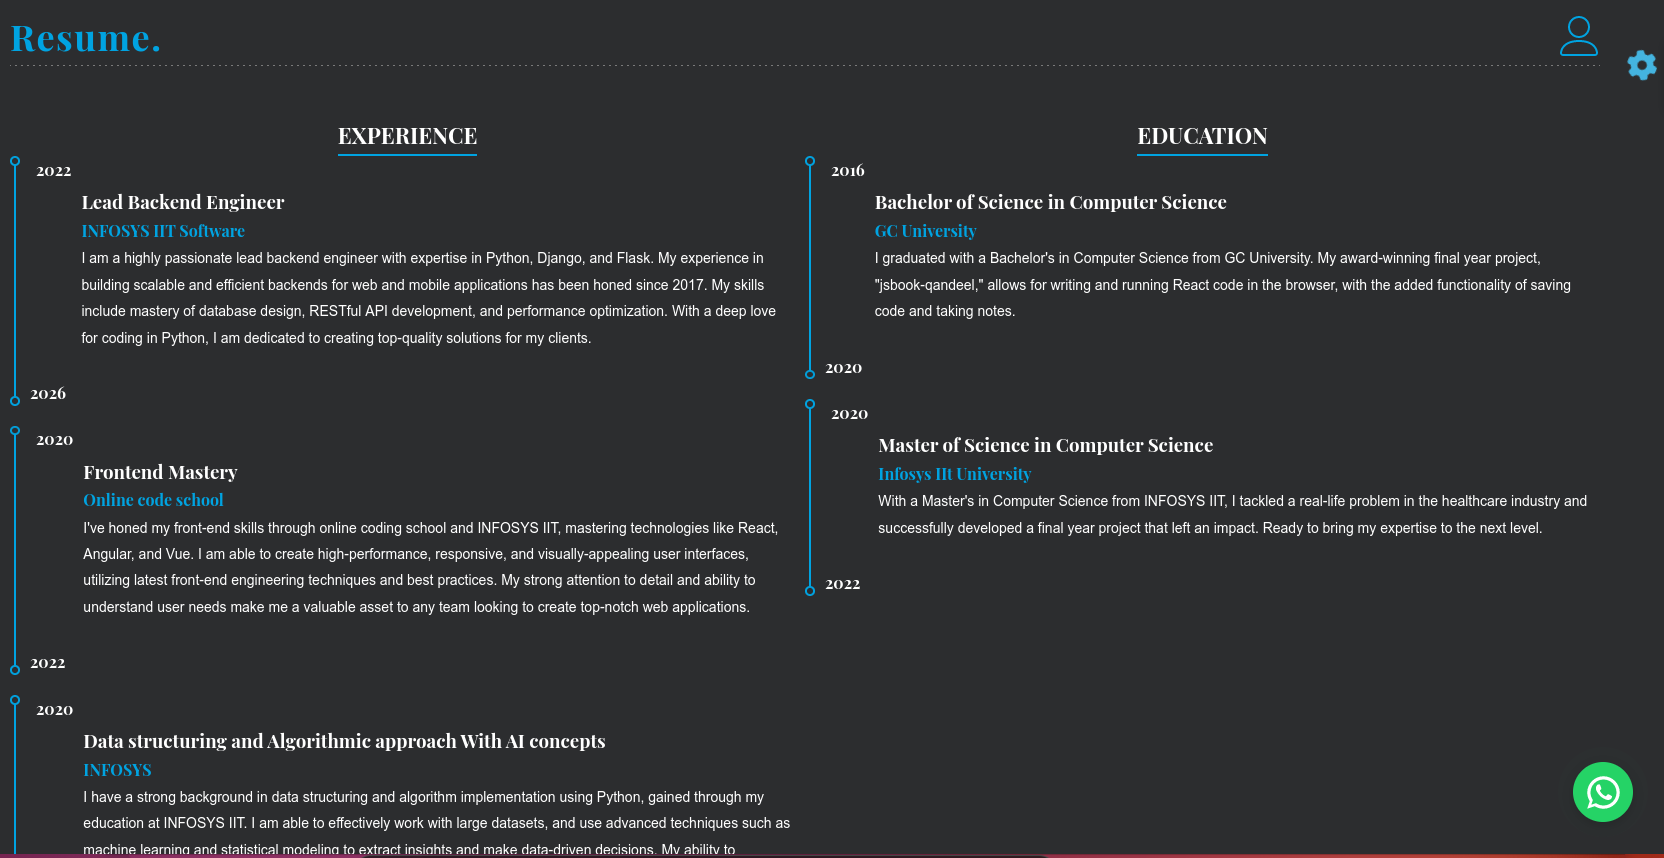 Resume.
EXPERIENCE
2022
Lead Backend Engineer
INFOSYS IIT Software
I am a highly passionate lead backend engineer with expertise in Python, Django, and Flask. My experience in
building scalable and efficient backends for web and mobile applications has been honed since 2017. My skills
include mastery of database design, RESTful API development, and performance optimization. With a deep love
for coding in Python, I am dedicated to creating top-quality solutions for my clients.
2026
2020
Frontend Mastery
Online code school
I've honed my front-end skills through online coding school and INFOSYS IIT, mastering technologies like React,
Angular, and Vue. I am able to create high-performance, responsive, and visually-appealing user interfaces,
utilizing latest front-end engineering techniques and best practices. My strong attention to detail and ability to
understand user needs make me a valuable asset to any team looking to create top-notch web applications.
2022
2020
Data structuring and Algorithmic approach With AI concepts
INFOSYS
I have a strong background in data structuring and algorithm implementation using Python, gained through my
education at INFOSYS IIT. I am able to effectively work with large datasets, and use advanced techniques such as
machine learning and statistical modeling to extract insights and make data-driven decisions. My ability to
EDUCATION
2016
Bachelor of Science in Computer Science
GC University
I graduated with a Bachelor's in Computer Science from GC University. My award-winning final year project,
"jsbook-qandeel," allows for writing and running React code in the browser, with the added functionality of saving
code and taking notes.
2020
2020
Master of Science in Computer Science
Infosys IIt University
With a Master's in Computer Science from INFOSYS IIT, I tackled a real-life problem in the healthcare industry and
successfully developed a final year project that left an impact. Ready to bring my expertise to the next level.
2022